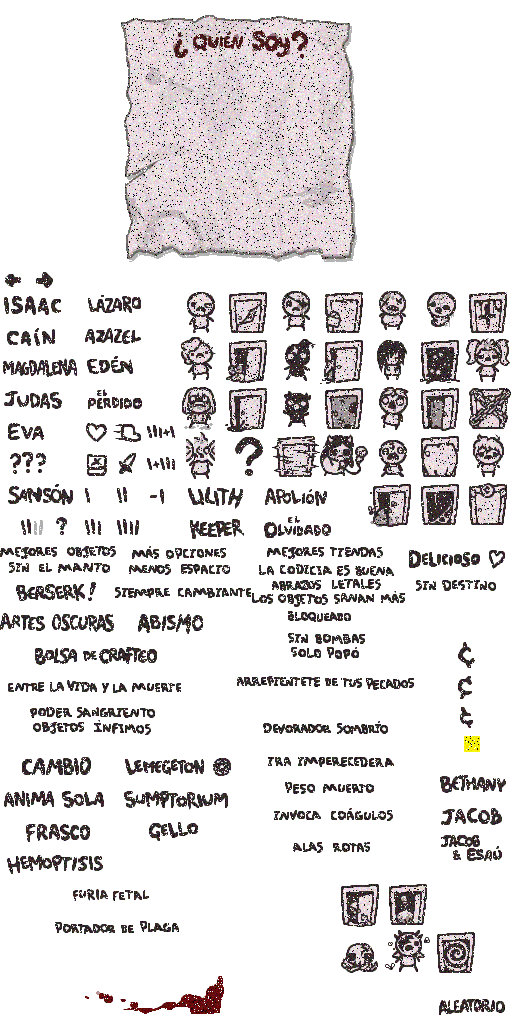 ¿QUIÉN SOY?
ISAAC LÁZARO
CAÍN AZAZEL
MAGDALENA EDÉN
JUDAS EL PERDIDO
EVA |||+|
??? |+||| ?
SANSÓN | || -| LILITH APOLIÓN
|||| ? ||| |||| KEEPER EL OLVIDADO
MEJORES OBJETOS MÁS OPCIONES MEJORES TIENDAS DELICIOSO
SIN EL MANTO MENOS ESPACIO LA CODICIA ES BUENA
BERSERK! SIEMPRE CAMBIANTE ABRAZOS LETALES SIN DESTINO
LOS OBJETOS SANAN MÁS
ARTES OSCURAS ABISMO BLOQUEADO
SIN BOMBAS
BOLSA DE CRAFTEO SOLO POPÓ ¢
ENTRE LA VIDA Y LA MUERTE ARREPIÉNTETE DE TUS PECADOS ¢
PODER SANGRIENTO ¢
OBJETOS ÍNFIMOS DEVORADOR SOMBRÍO
CAMBIO LEMEGETON IRA IMPERECEDERA
ANIMA SOLA SUMPTORIUM PESO MUERTO BETHANY
FRASCO GELLO INVOCA COÁGULOS JACOB
HEMOPTISIS ALAS ROTAS JACOB
& ESAÚ
FURIA FETAL
PORTADOR DE PLAGA
ALEATORIO